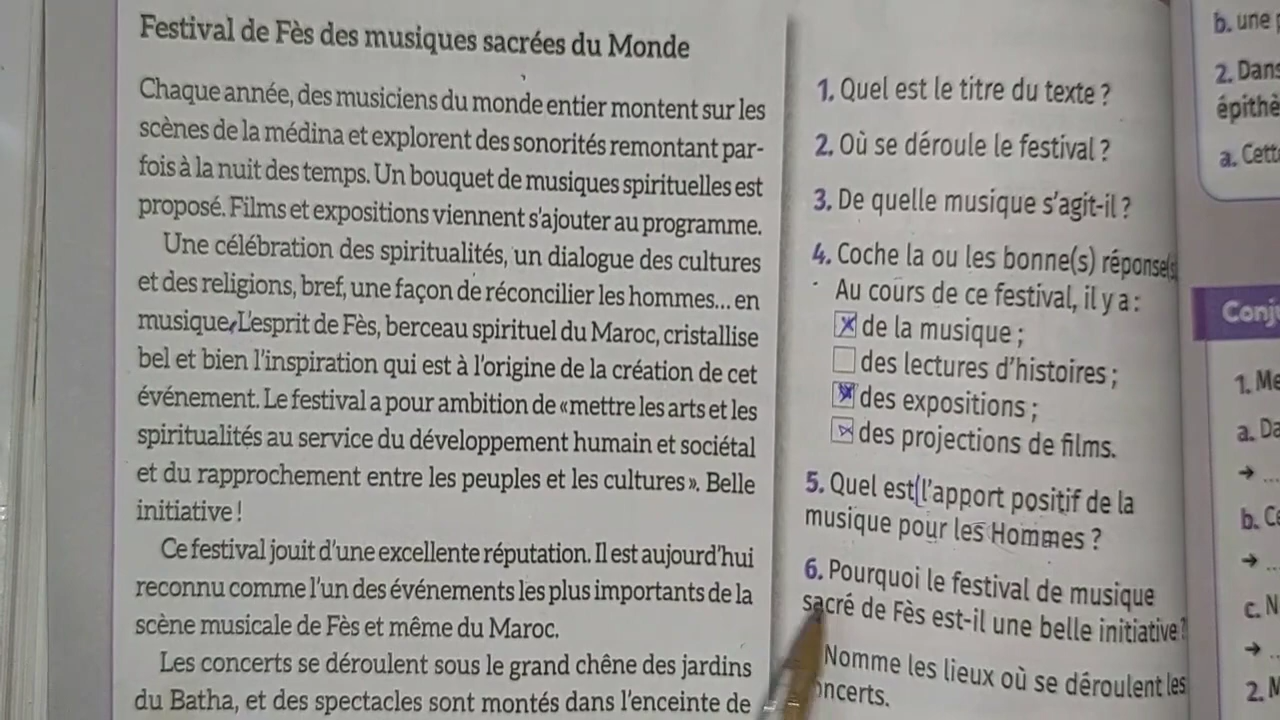 Festival de Fès des musiques sacrées du Monde
Chaque année, des musiciens du monde entier montent sur les
scènes de la médina et explorent des sonorités remontant par-
fois à la nuit des temps. Un bouquet de musiques spirituelles est
proposé. Films et expositions viennent s'ajouter au programme.
Une célébration des spiritualités, un dialogue des cultures
et des religions, bref, une façon de réconcilier les hommes... en
musique. L'esprit de Fès, berceau spirituel du Maroc, cristallise
bel et bien l'inspiration qui est à l'origine de la création de cet
événement. Le festival a pour ambition de «mettre les arts et les
spiritualités au service du développement humain et sociétal
et du rapprochement entre les peuples et les cultures». Belle
initiative !
Ce festival jouit d'une excellente réputation. Il est aujourd'hui
reconnu comme l'un des événements les plus importants de la
scène musicale de Fès et même du Maroc.
Les concerts se déroulent sous le grand chêne des jardins
du Batha, et des spectacles sont montés dans l'enceinte de
1. Quel est le titre du texte ?
2. Où se déroule le festival ?
3. De quelle musique s'agit-il ?
4. Coche la ou les bonne(s) réponse(s)
Au cours de ce festival, il y a :
de la musique ;
des lectures d'histoires ;
des expositions ;
des projections de films.
5. Quel est l'apport positif de la
musique pour les Hommes ?
6. Pourquoi le festival de musique
sacré de Fès est-il une belle initiative ?
Nomme les lieux où se déroulent les
oncerts.
b. une
2. Dans
épithè
a. Cett
Conj
1. Me
a. Da
→ ...
b. Ce
→ ...
c. N
→ ...
2. M